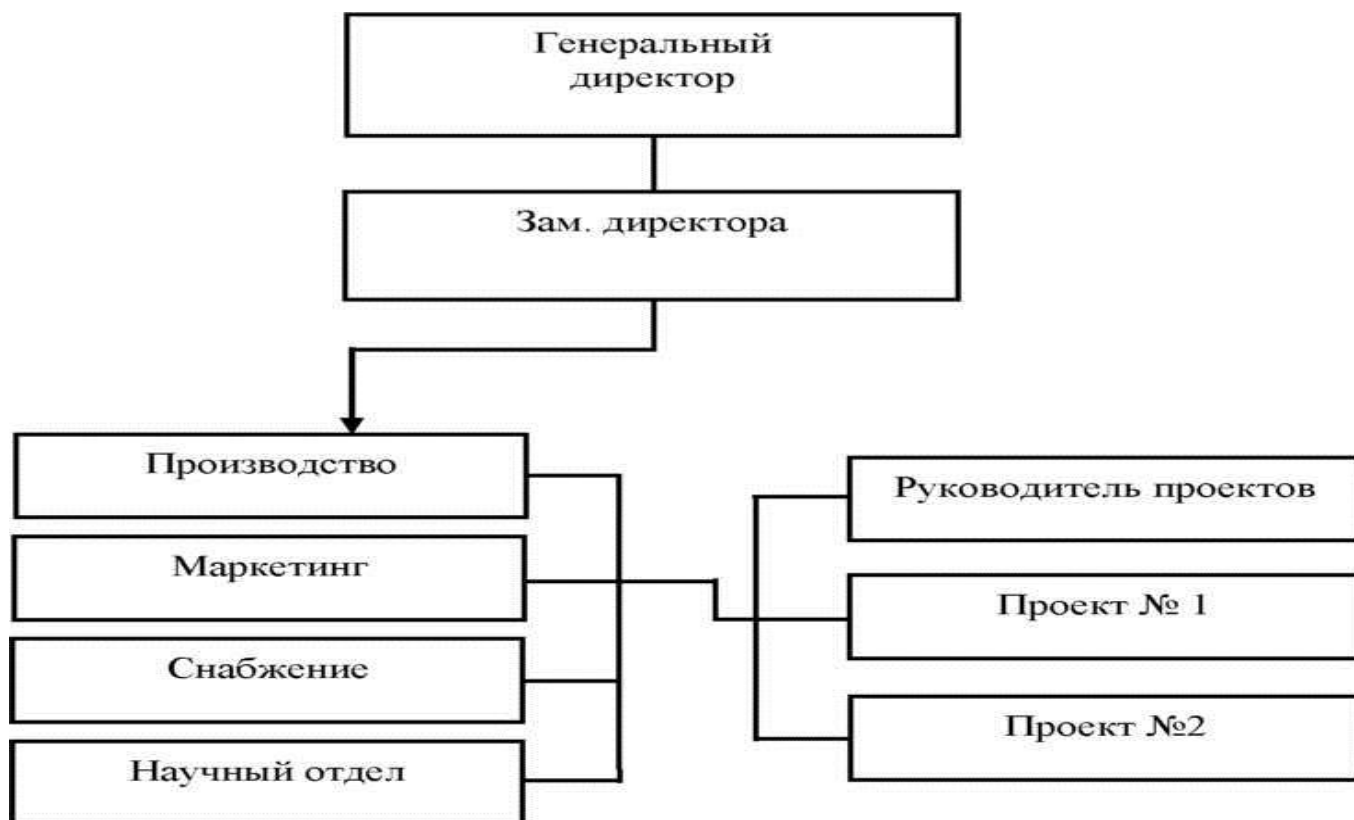 Генеральный
директор
Зам. директора
Производство
Маркетинг
Снабжение
Научный отдел
Руководитель проектов
Проект № 1
Проект №2